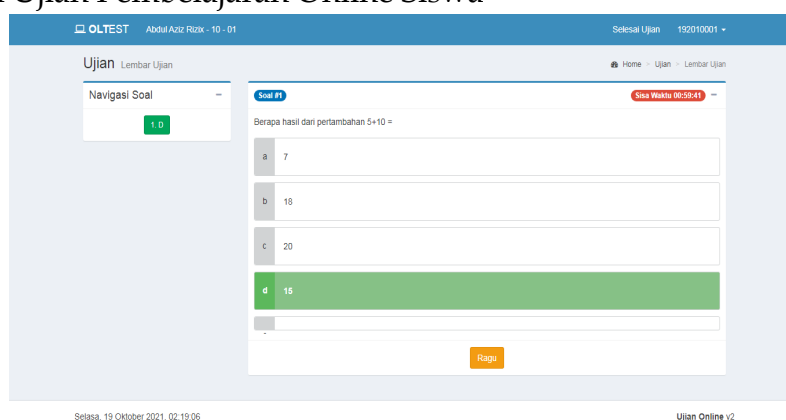 Ujian Pembelajaran Online Siswa
OLTEST Abdul Aziz Rizix - 10 - 01 Selesai Ujian 192010001
Ujian Lembar Ujian Home > Ujian > Lembar Ujian
Navigasi Soal
1. D
Soal #1 Sisa Waktu 00:59:41
Berapa hasil dari pertambahan 5+10 =
a 7
b 18
c 20
d 15
Ragu
Selasa, 19 Oktober 2021, 02:19:06 Ujian Online v2